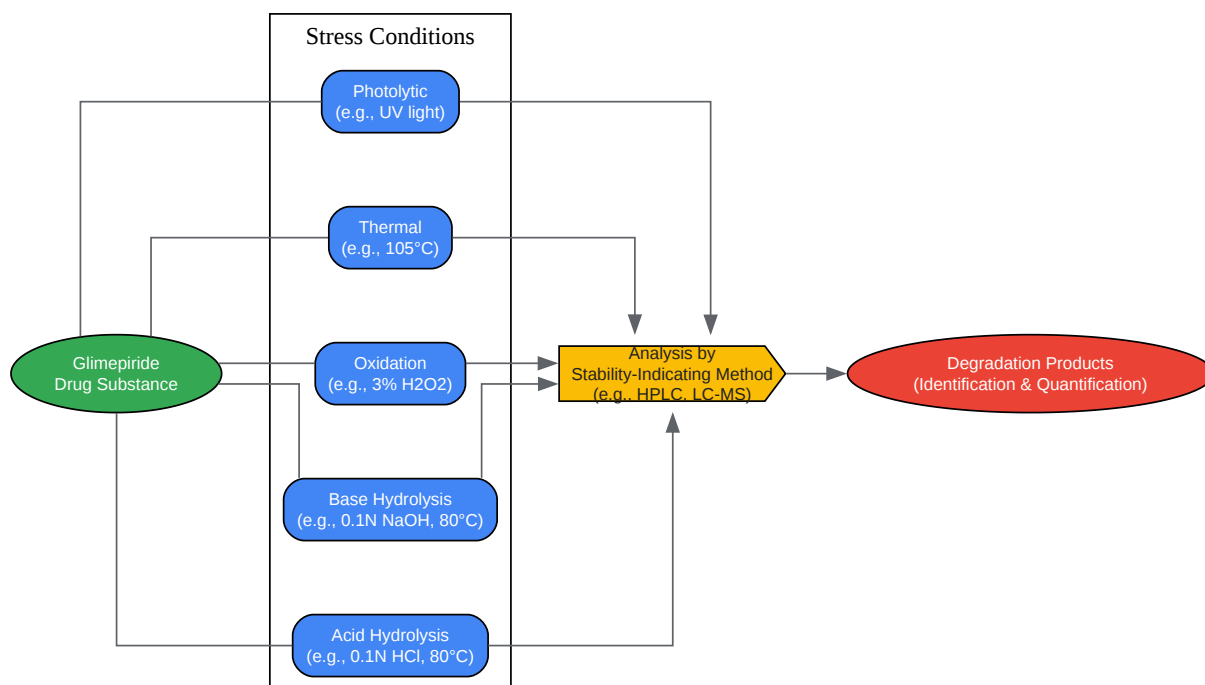 Stress Conditions
Photolytic
(e.g., UV light)
Thermal
(e.g., 105°C)
Glimepiride
Drug Substance
Oxidation
(e.g., 3% H2O2)
Analysis by
Stability-Indicating Method
(e.g., HPLC, LC-MS)
Degradation Products
(Identification & Quantification)
Base Hydrolysis
(e.g., 0.1N NaOH, 80°C)
Acid Hydrolysis
(e.g., 0.1N HCl, 80°C)